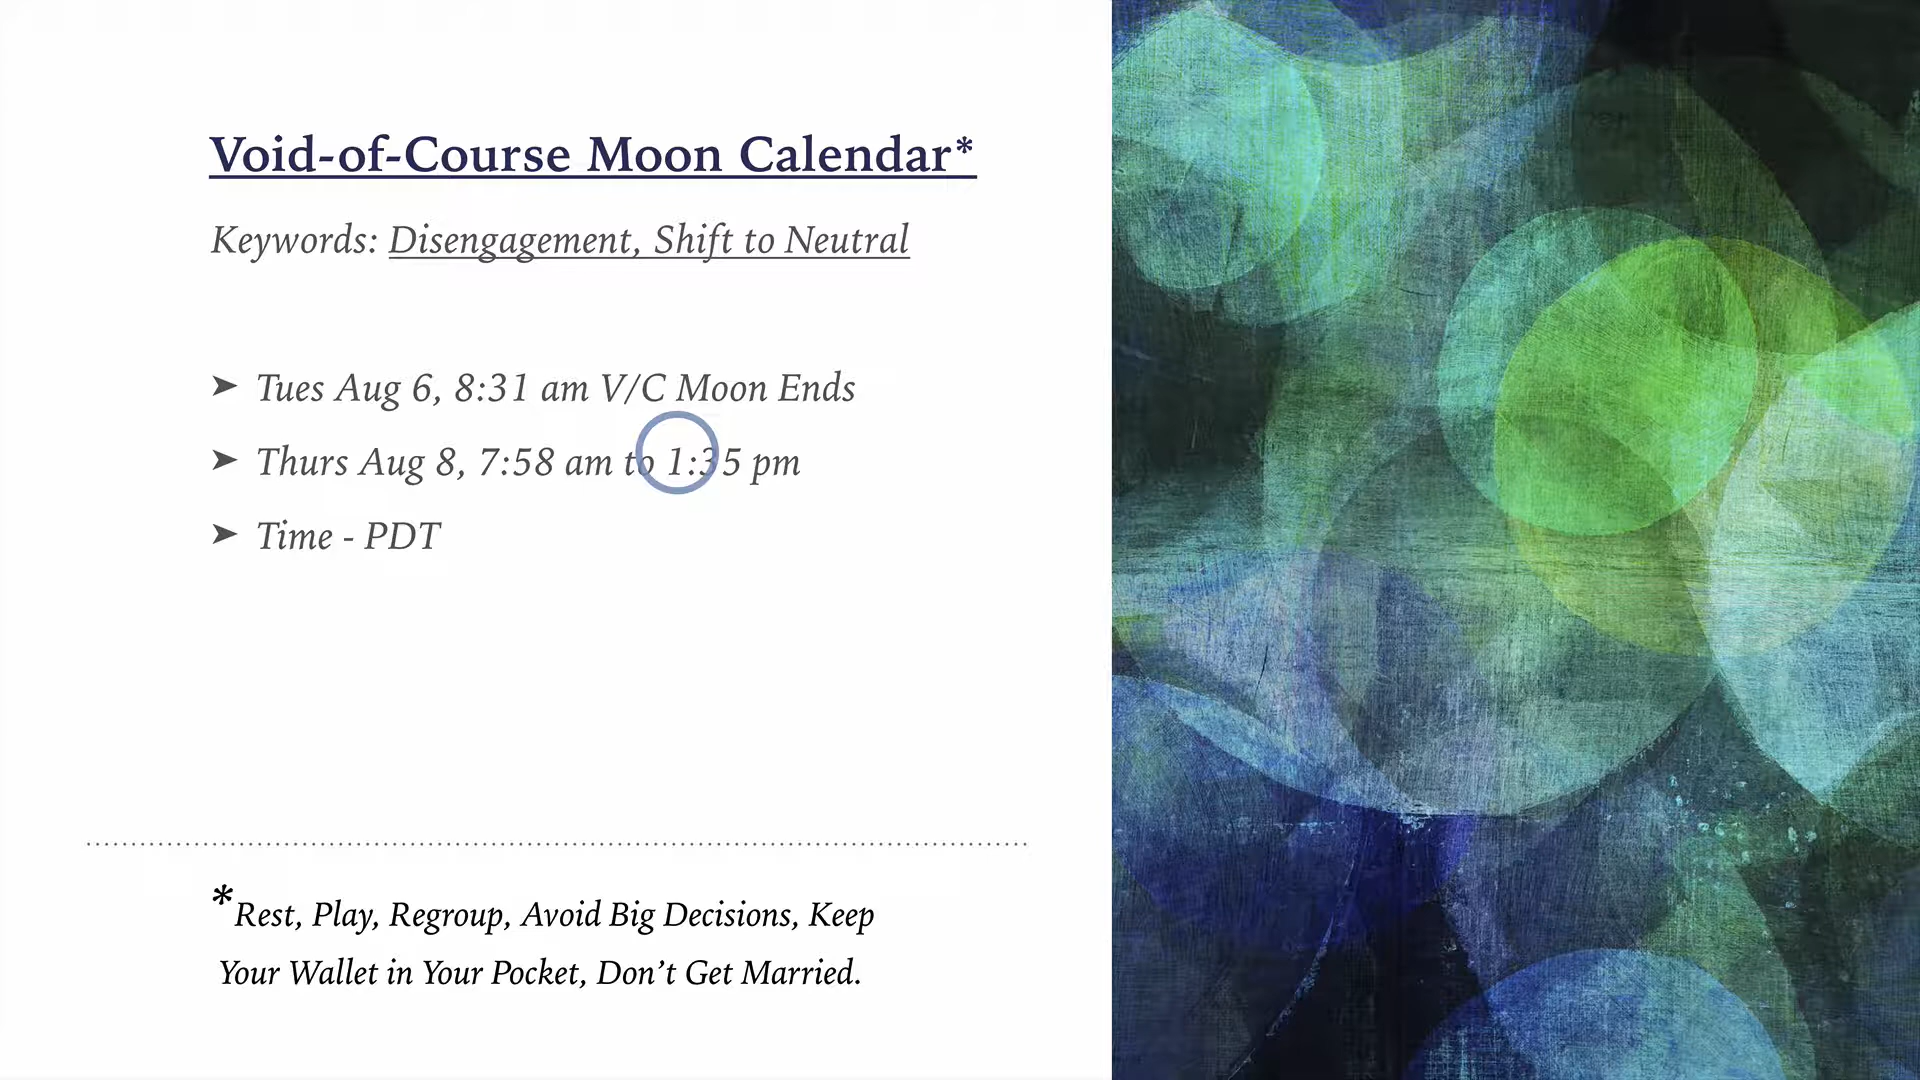 Void-of-Course Moon Calendar*
Keywords: Disengagement, Shift to Neutral
➤ Tues Aug 6, 8:31 am V/C Moon Ends
➤ Thurs Aug 8, 7:58 am to 1:35 pm
➤ Time - PDT
*Rest, Play, Regroup, Avoid Big Decisions, Keep
Your Wallet in Your Pocket, Don’t Get Married.